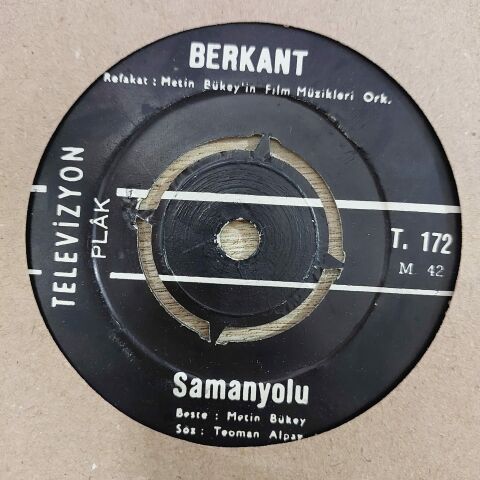 BERKANT
Refakat : Metin Bükey'in Film Müzikleri Ork.
TELEVİZYON
PLAK
T. 172
M 42
Samanyolu
Beste : Metin Bükey
Söz : Teoman Alpay